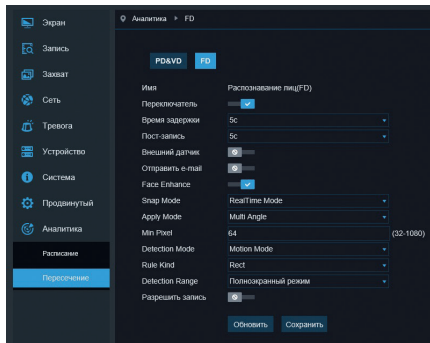 Экран
Запись
Захват
Сеть
Тревога
Устройство
Система
Продвинутый
Аналитика
Расписание
Пересечение
Аналитика FD
PD&VD FD
Имя Распознавание лиц(FD)
Переключатель
Время задержки 5с
Пост-запись 5с
Внешний датчик
Отправить e-mail
Face Enhance
Snap Mode RealTime Mode
Apply Mode Multi Angle
Min Pixel 64 (32-1080)
Detection Mode Motion Mode
Rule Kind Rect
Detection Range Полноэкранный режим
Разрешить запись
Обновить Сохранить